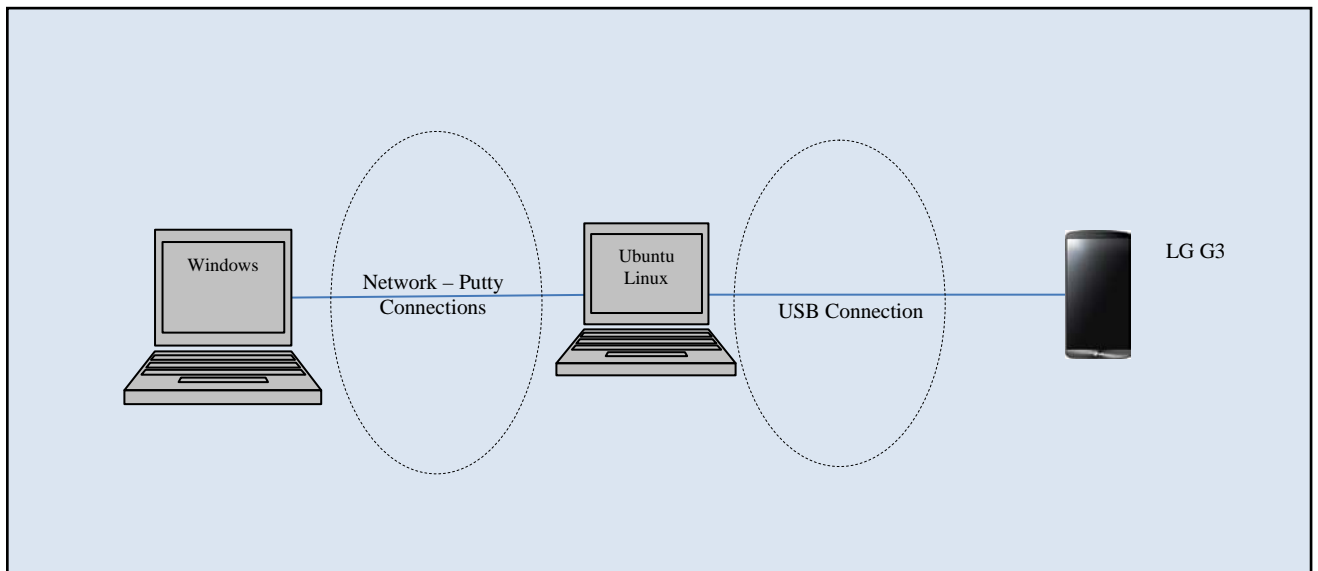 Windows
Network – Putty
Connections
Ubuntu
Linux
USB Connection
LG G3